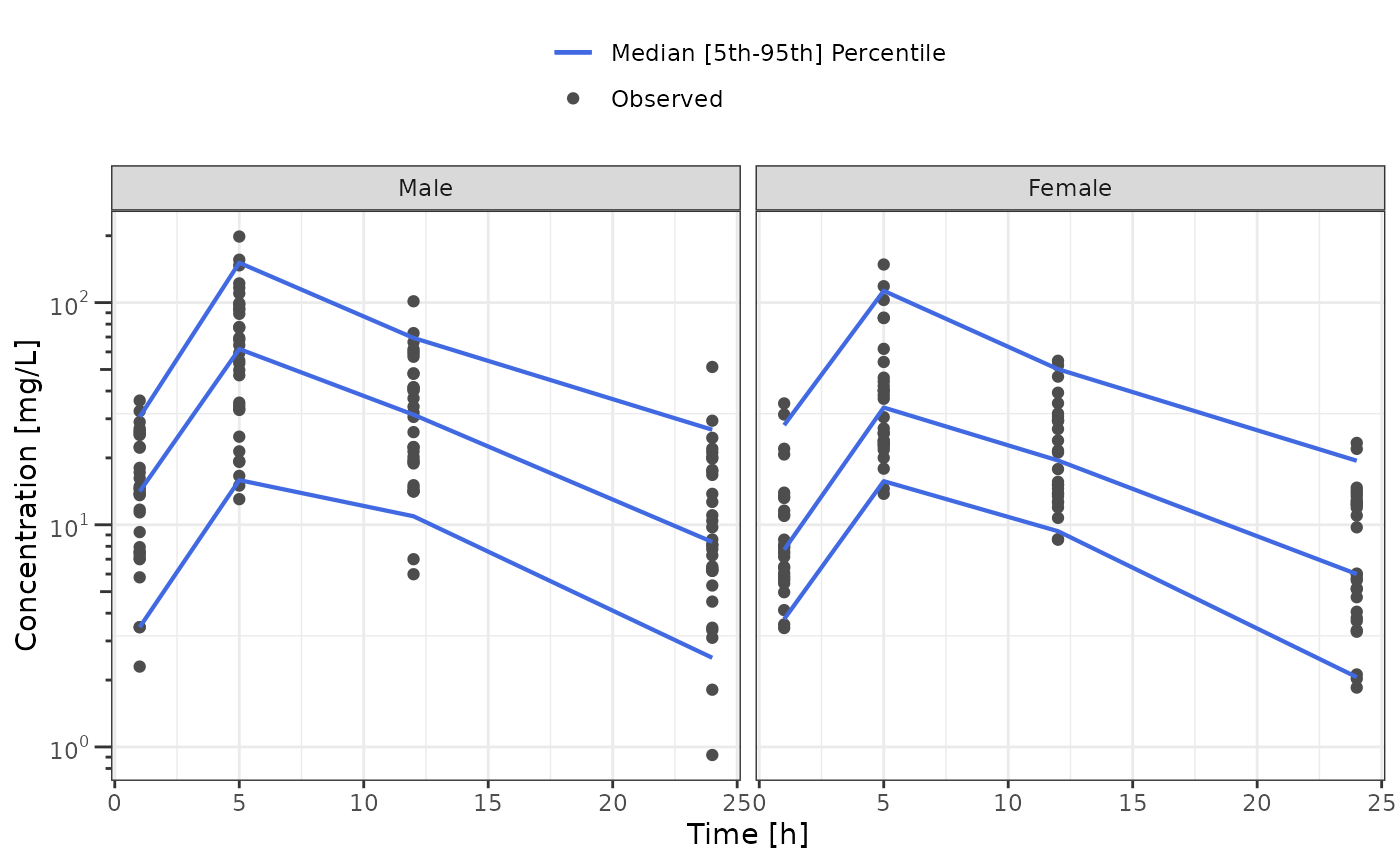 Median [5th-95th] Percentile
Observed
Male Female
Concentration [mg/L]
10²
10¹
10⁰
0 5 10 15 20 25 0 5 10 15 20 25
Time [h]